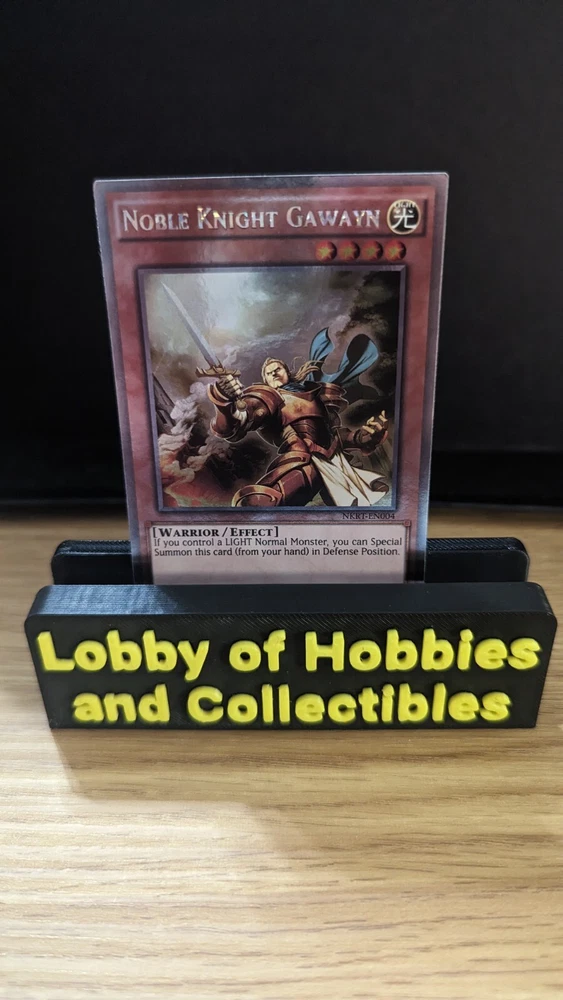 NOBLE KNIGHT GAWAYN
LIGHT
光
NKRT-EN004
[WARRIOR / EFFECT]
If you control a LIGHT Normal Monster, you can Special
Summon this card (from your hand) in Defense Position.
Lobby of Hobbies
and Collectibles